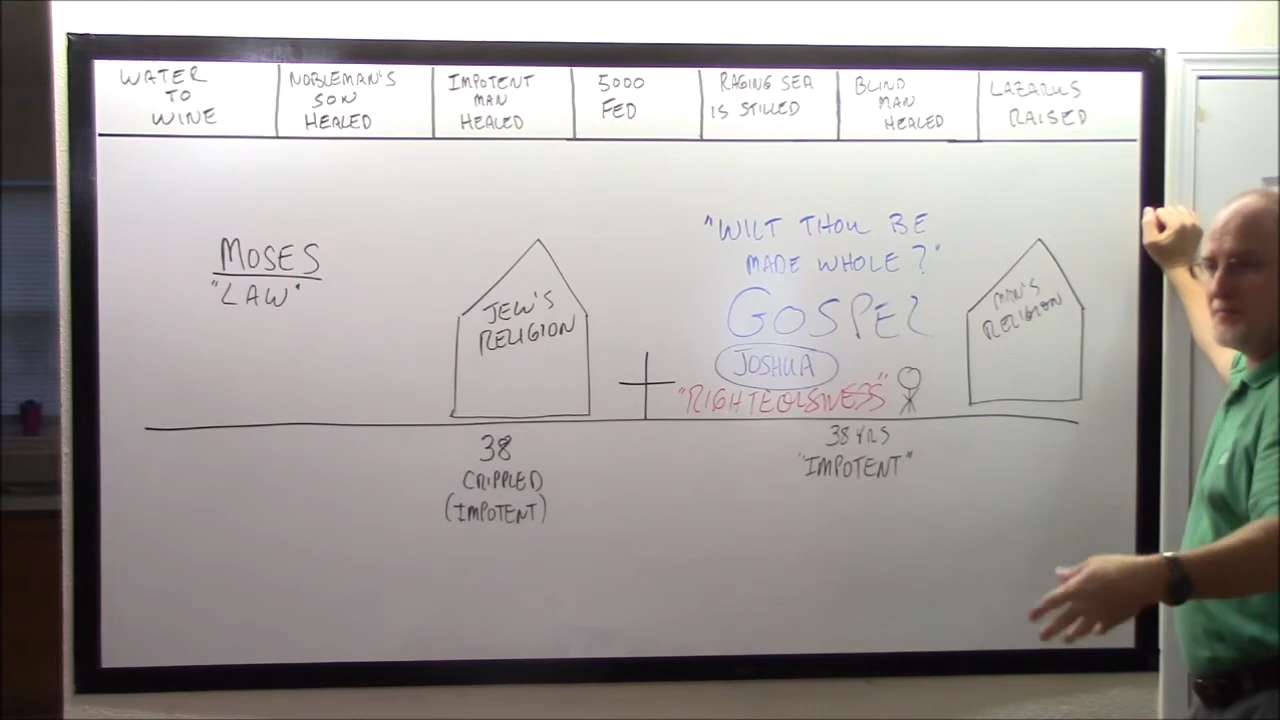 WATER
TO
WINE
NOBLEMAN'S
SON
HEALED
IMPOTENT
MAN
HEALED
5000
FED
RAGING SEA
IS STILLED
BLIND
MAN
HEALED
LAZARUS
RAISED
MOSES
"LAW"
JEW'S
RELIGION
38
CRIPPLED
(IMPOTENT)
"WILT THOU BE
MADE WHOLE?"
GOSPEL
JOSHUA
"RIGHTEOUSNESS"
38 YRS
"IMPOTENT"
MAN'S
RELIGION